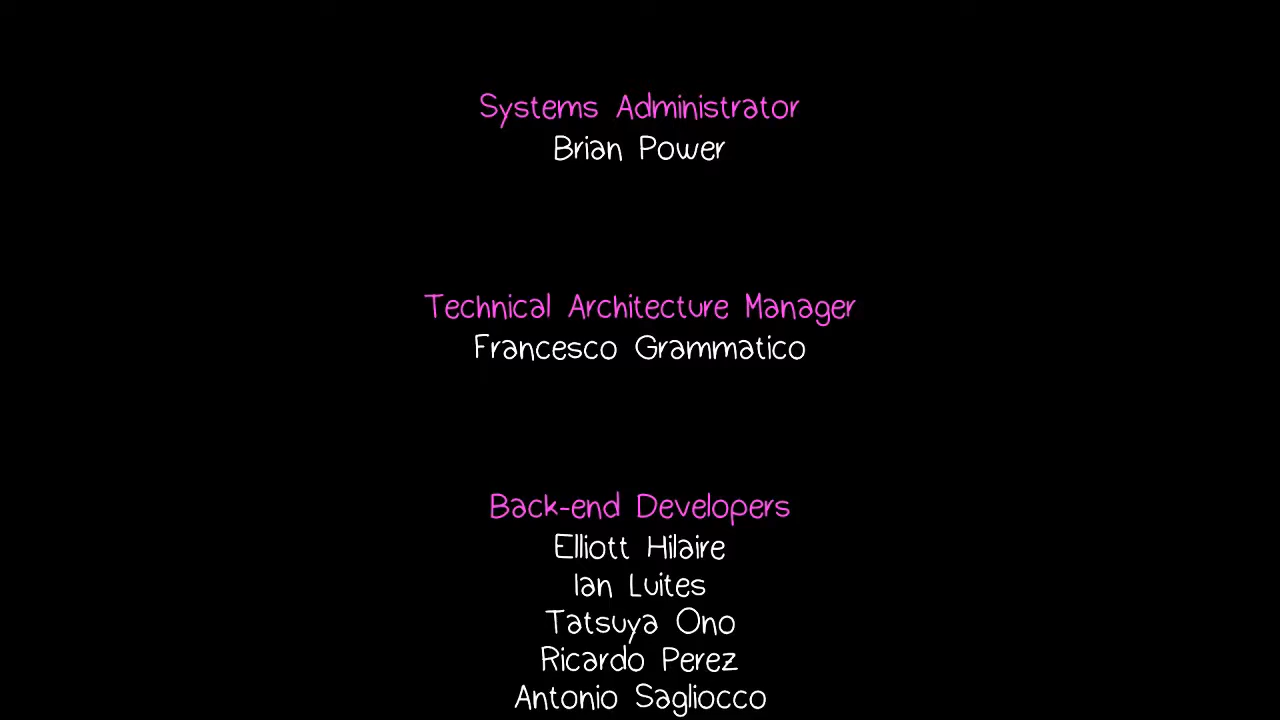 Systems Administrator
Brian Power
Technical Architecture Manager
Francesco Grammatico
Back-end Developers
Elliott Hilaire
Ian Luites
Tatsuya Ono
Ricardo Perez
Antonio Sagliocco